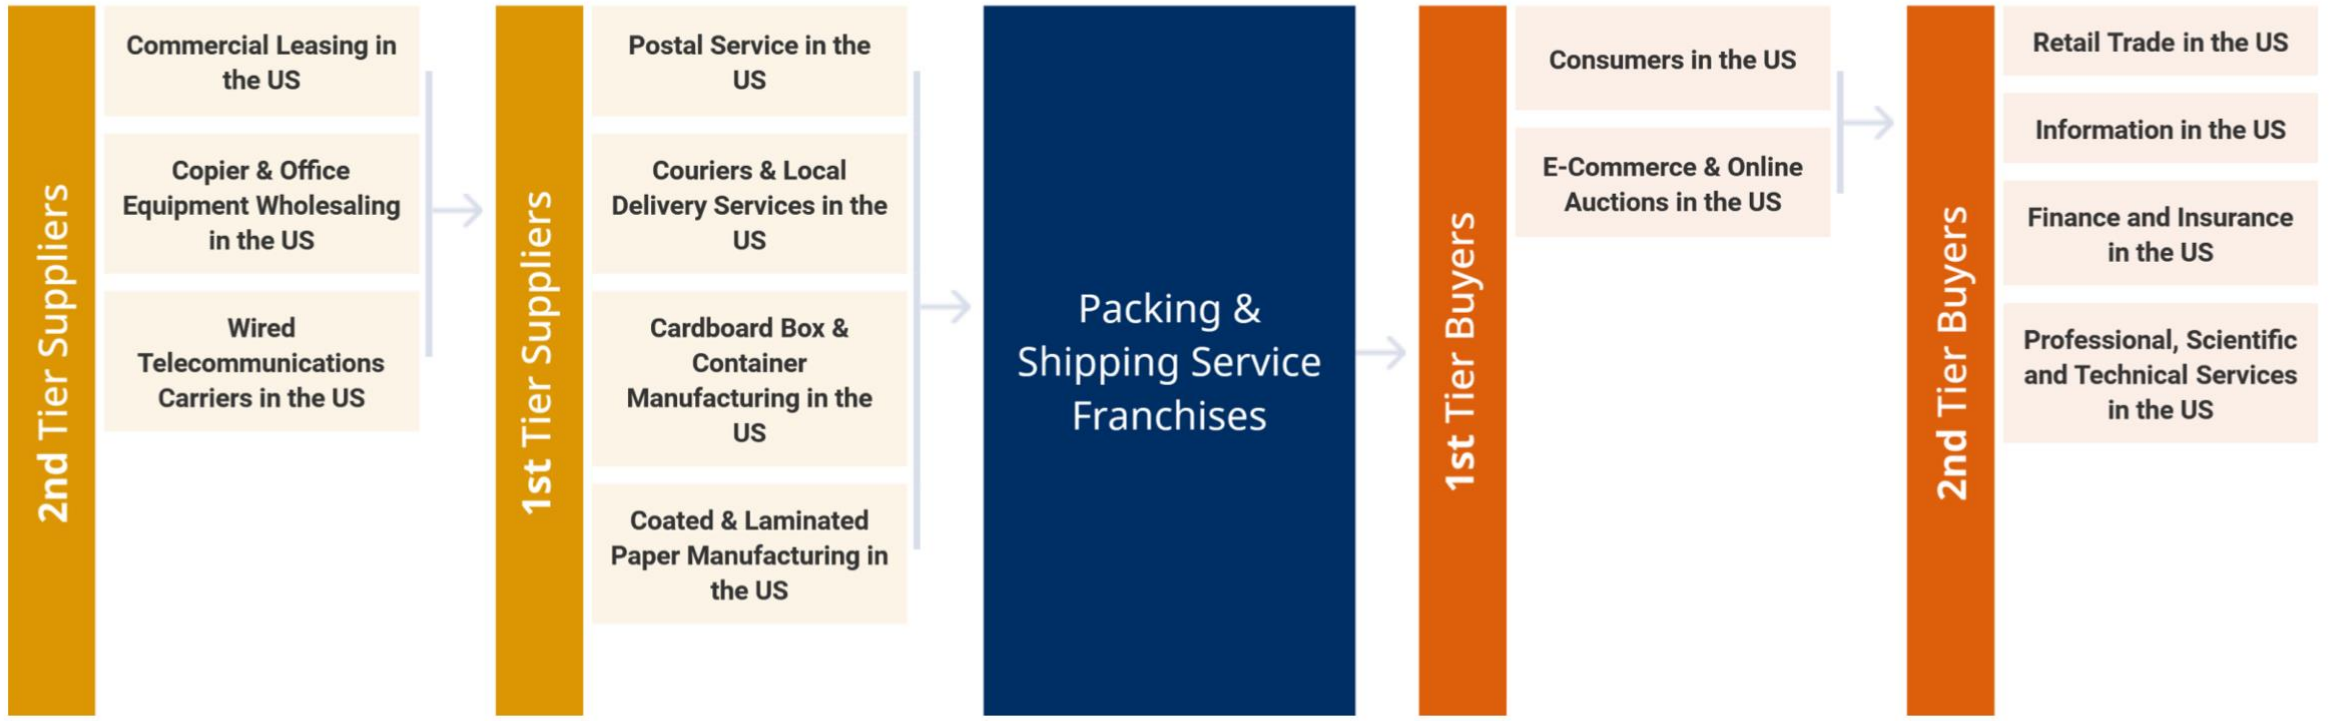 2nd Tier Suppliers
Commercial Leasing in
the US
Copier & Office
Equipment Wholesaling
in the US
Wired
Telecommunications
Carriers in the US
1st Tier Suppliers
Postal Service in the
US
Couriers & Local
Delivery Services in the
US
Cardboard Box &
Container
Manufacturing in the
US
Coated & Laminated
Paper Manufacturing in
the US
Packing &
Shipping Service
Franchises
1st Tier Buyers
Consumers in the US
E-Commerce & Online
Auctions in the US
2nd Tier Buyers
Retail Trade in the US
Information in the US
Finance and Insurance
in the US
Professional, Scientific
and Technical Services
in the US